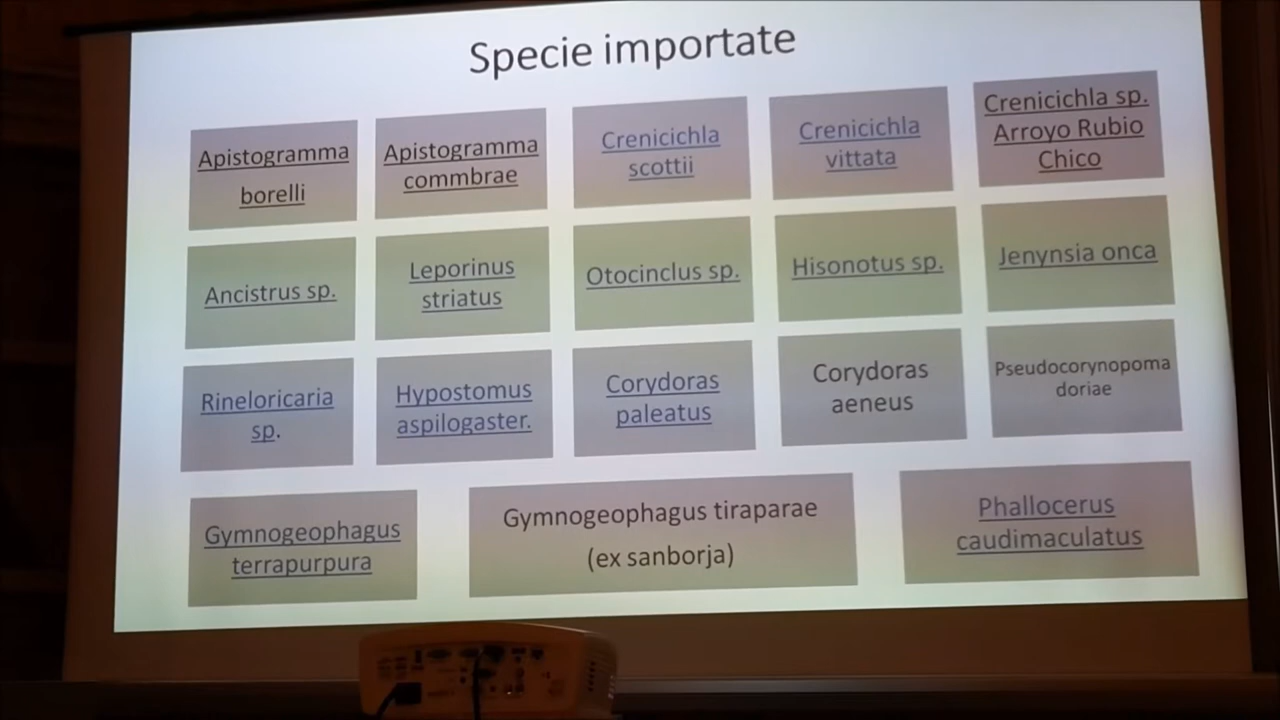 Specie importate
Apistogramma
borelli
Apistogramma
commbrae
Crenicichla
scottii
Crenicichla
vittata
Crenicichla sp.
Arroyo Rubio
Chico
Ancistrus sp.
Leporinus
striatus
Otocinclus sp.
Hisonotus sp.
Jenynsia onca
Rineloricaria
sp.
Hypostomus
aspilogaster.
Corydoras
paleatus
Corydoras
aeneus
Pseudocorynopoma
doriae
Gymnogeophagus
terrapurpura
Gymnogeophagus tiraparae
(ex sanborja)
Phallocerus
caudimaculatus